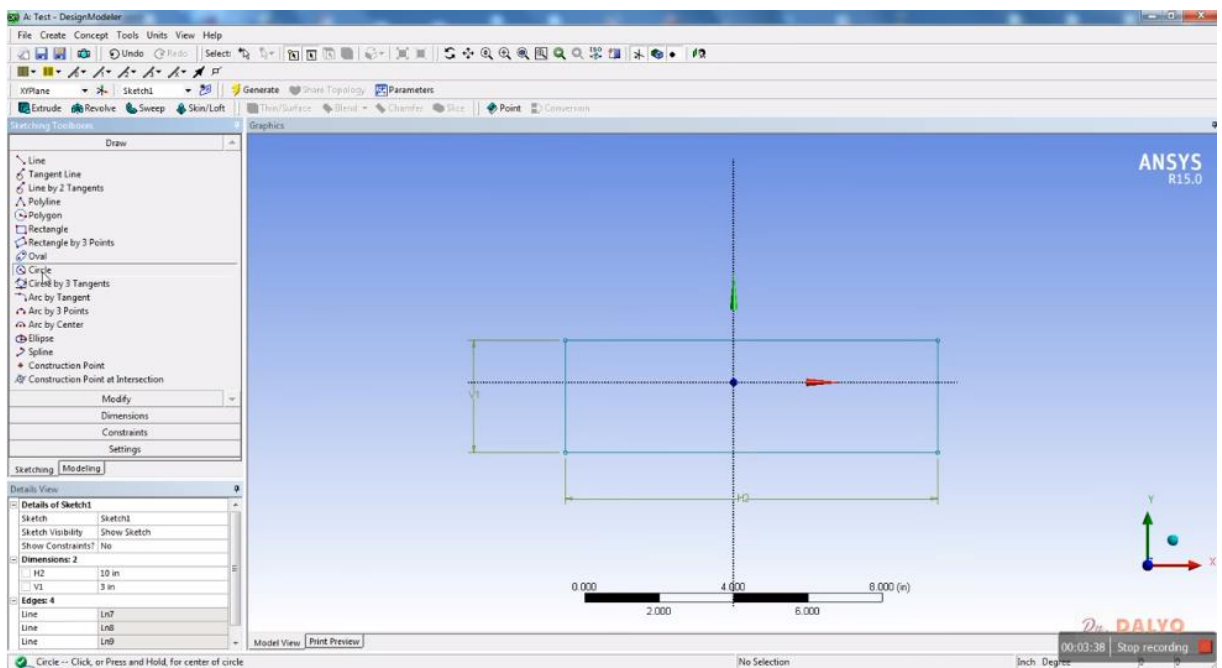 A: Test - DesignModeler
File Create Concept Tools Units View Help
Undo Redo Select:
XYPlane Sketch1 Generate Share Topology Parameters
Extrude Revolve Sweep Skin/Loft Thin/Surface Blend Chamfer Slice Point Conversion
Sketching Toolboxes
Draw
Line
Tangent Line
Line by 2 Tangents
Polyline
Polygon
Rectangle
Rectangle by 3 Points
Oval
Circle
Circle by 3 Tangents
Arc by Tangent
Arc by 3 Points
Arc by Center
Ellipse
Spline
Construction Point
Construction Point at Intersection
Modify
Dimensions
Constraints
Settings
Sketching Modeling
Details View
Details of Sketch1
Sketch Sketch1
Sketch Visibility Show Sketch
Show Constraints? No
Dimensions: 2
H2 10 in
V1 3 in
Edges: 4
Line Ln7
Line Ln8
Line Ln9
Graphics
ANSYS
R15.0
V1
H2
Y
X
0.000 4.000 8.000 (in)
2.000 6.000
Dr. DALYO
Model View Print Preview
00:03:38 Stop recording
Circle -- Click, or Press and Hold, for center of circle No Selection Inch Degree 0 0